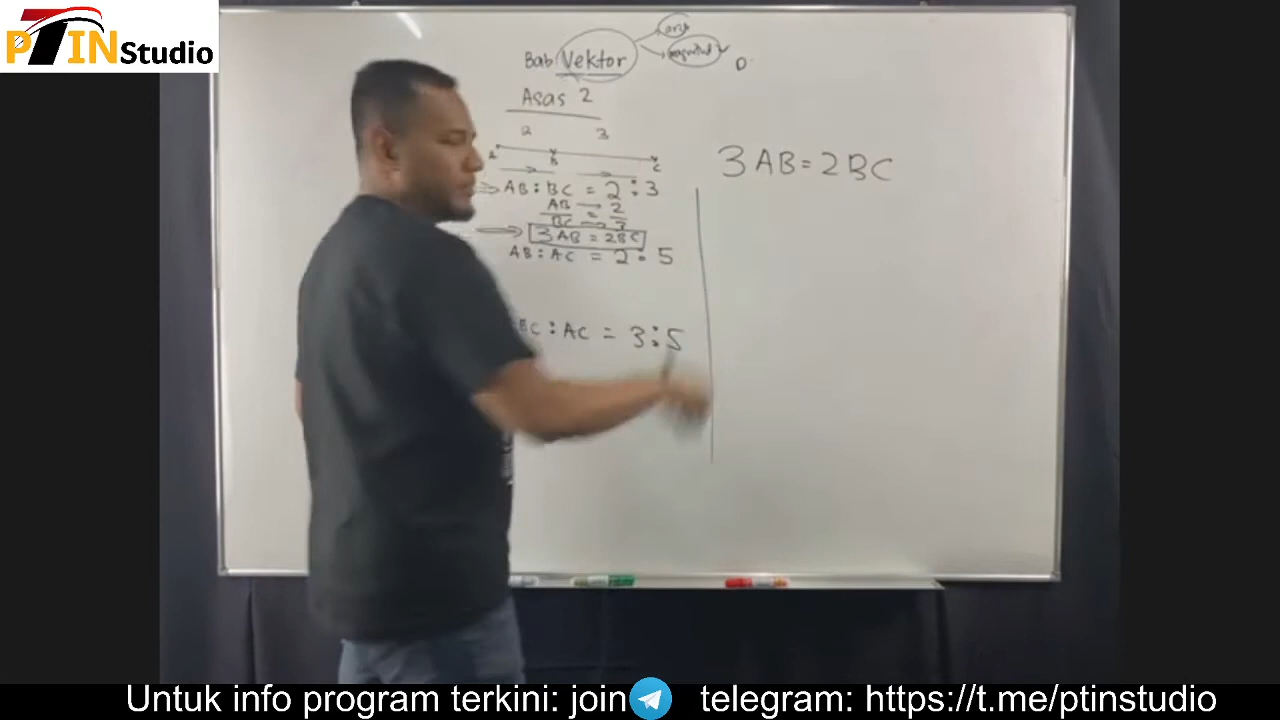 PTIN Studio
Bab Vektor
magnitud
Asas 2
2 3
A B C
AB : BC = 2 : 3
AB/BC = 2/3
3AB = 2BC
AB : AC = 2 : 5
BC : AC = 3 : 5
3AB = 2BC
Untuk info program terkini: join telegram: https://t.me/ptinstudio